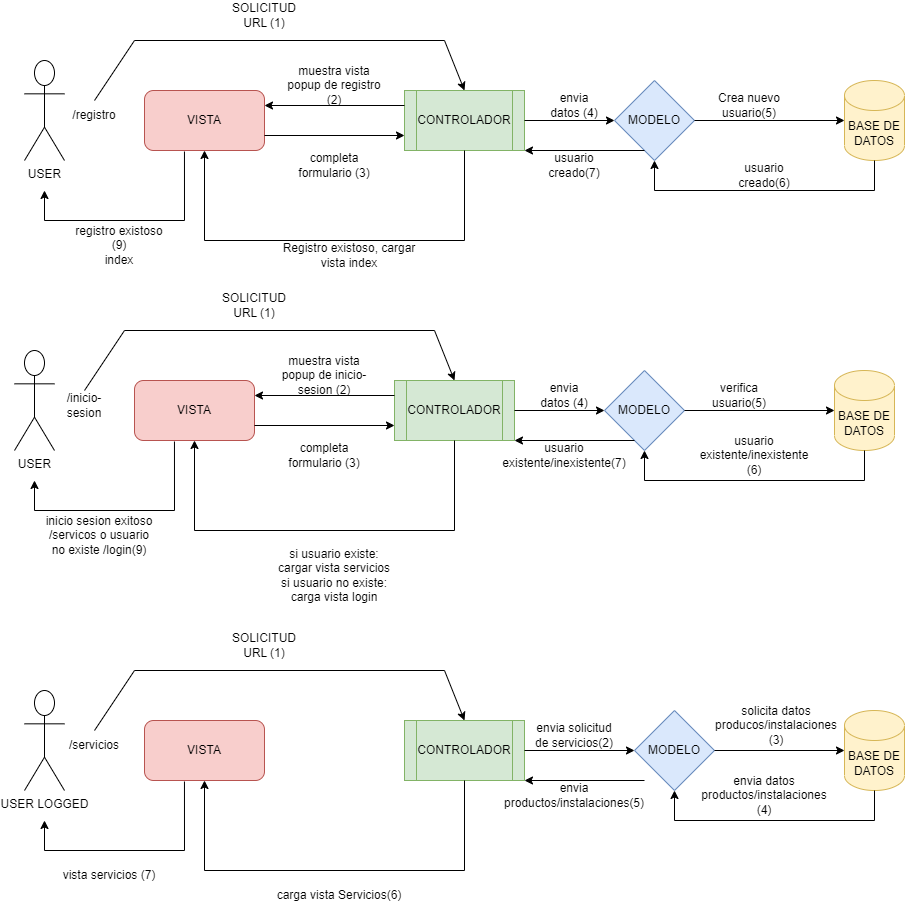 SOLICITUD
URL (1)
muestra vista
popup de registro
(2)
envia
datos (4)
Crea nuevo
usuario(5)
/registro
VISTA
CONTROLADOR
MODELO
BASE DE
DATOS
USER
completa
formulario (3)
usuario
creado(7)
usuario
creado(6)
registro existoso
(9)
index
Registro existoso, cargar
vista index
SOLICITUD
URL (1)
muestra vista
popup de inicio-
sesion (2)
envia
datos (4)
verifica
usuario(5)
/inicio-
sesion
VISTA
CONTROLADOR
MODELO
BASE DE
DATOS
USER
completa
formulario (3)
usuario
existente/inexistente(7)
usuario
existente/inexistente
(6)
inicio sesion exitoso
/servicos o usuario
no existe /login(9)
si usuario existe:
cargar vista servicios
si usuario no existe:
carga vista login
SOLICITUD
URL (1)
envia solicitud
de servicios(2)
solicita datos
producos/instalaciones
(3)
/servicios
VISTA
CONTROLADOR
MODELO
BASE DE
DATOS
USER LOGGED
envia
productos/instalaciones(5)
envia datos
productos/instalaciones
(4)
vista servicios (7)
carga vista Servicios(6)